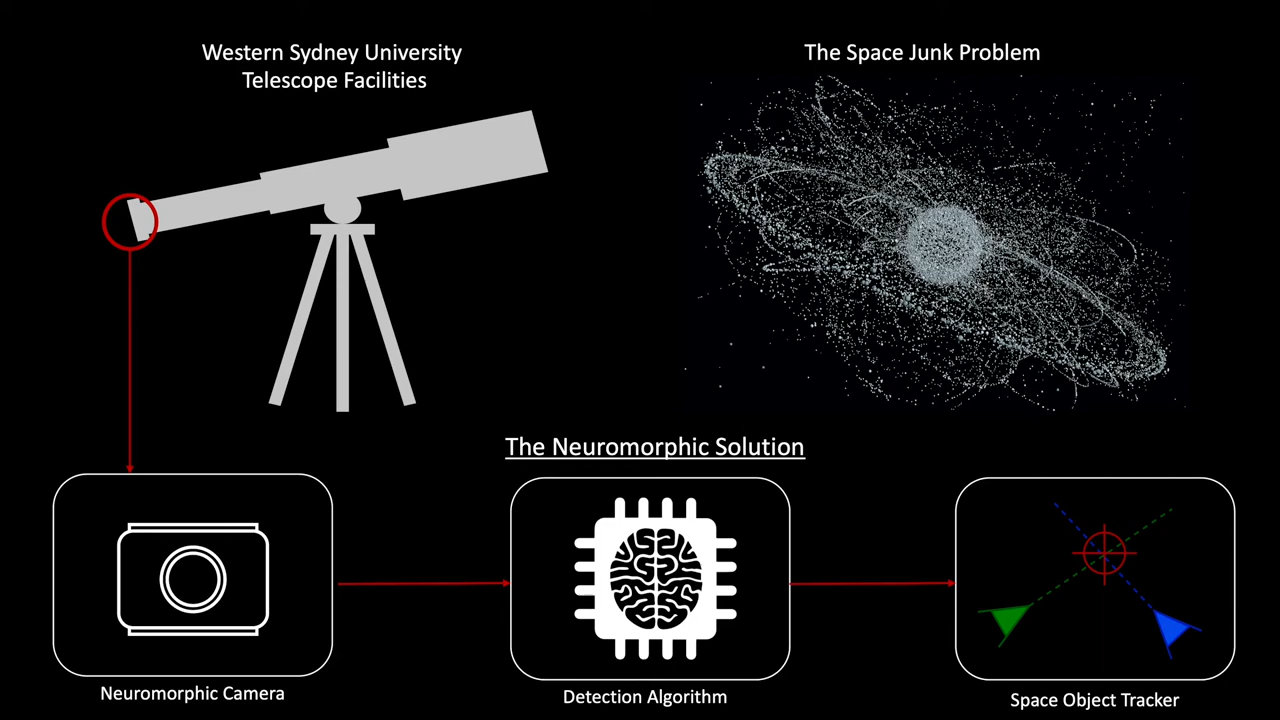 Western Sydney University
Telescope Facilities
The Space Junk Problem
The Neuromorphic Solution
Neuromorphic Camera
Detection Algorithm
Space Object Tracker